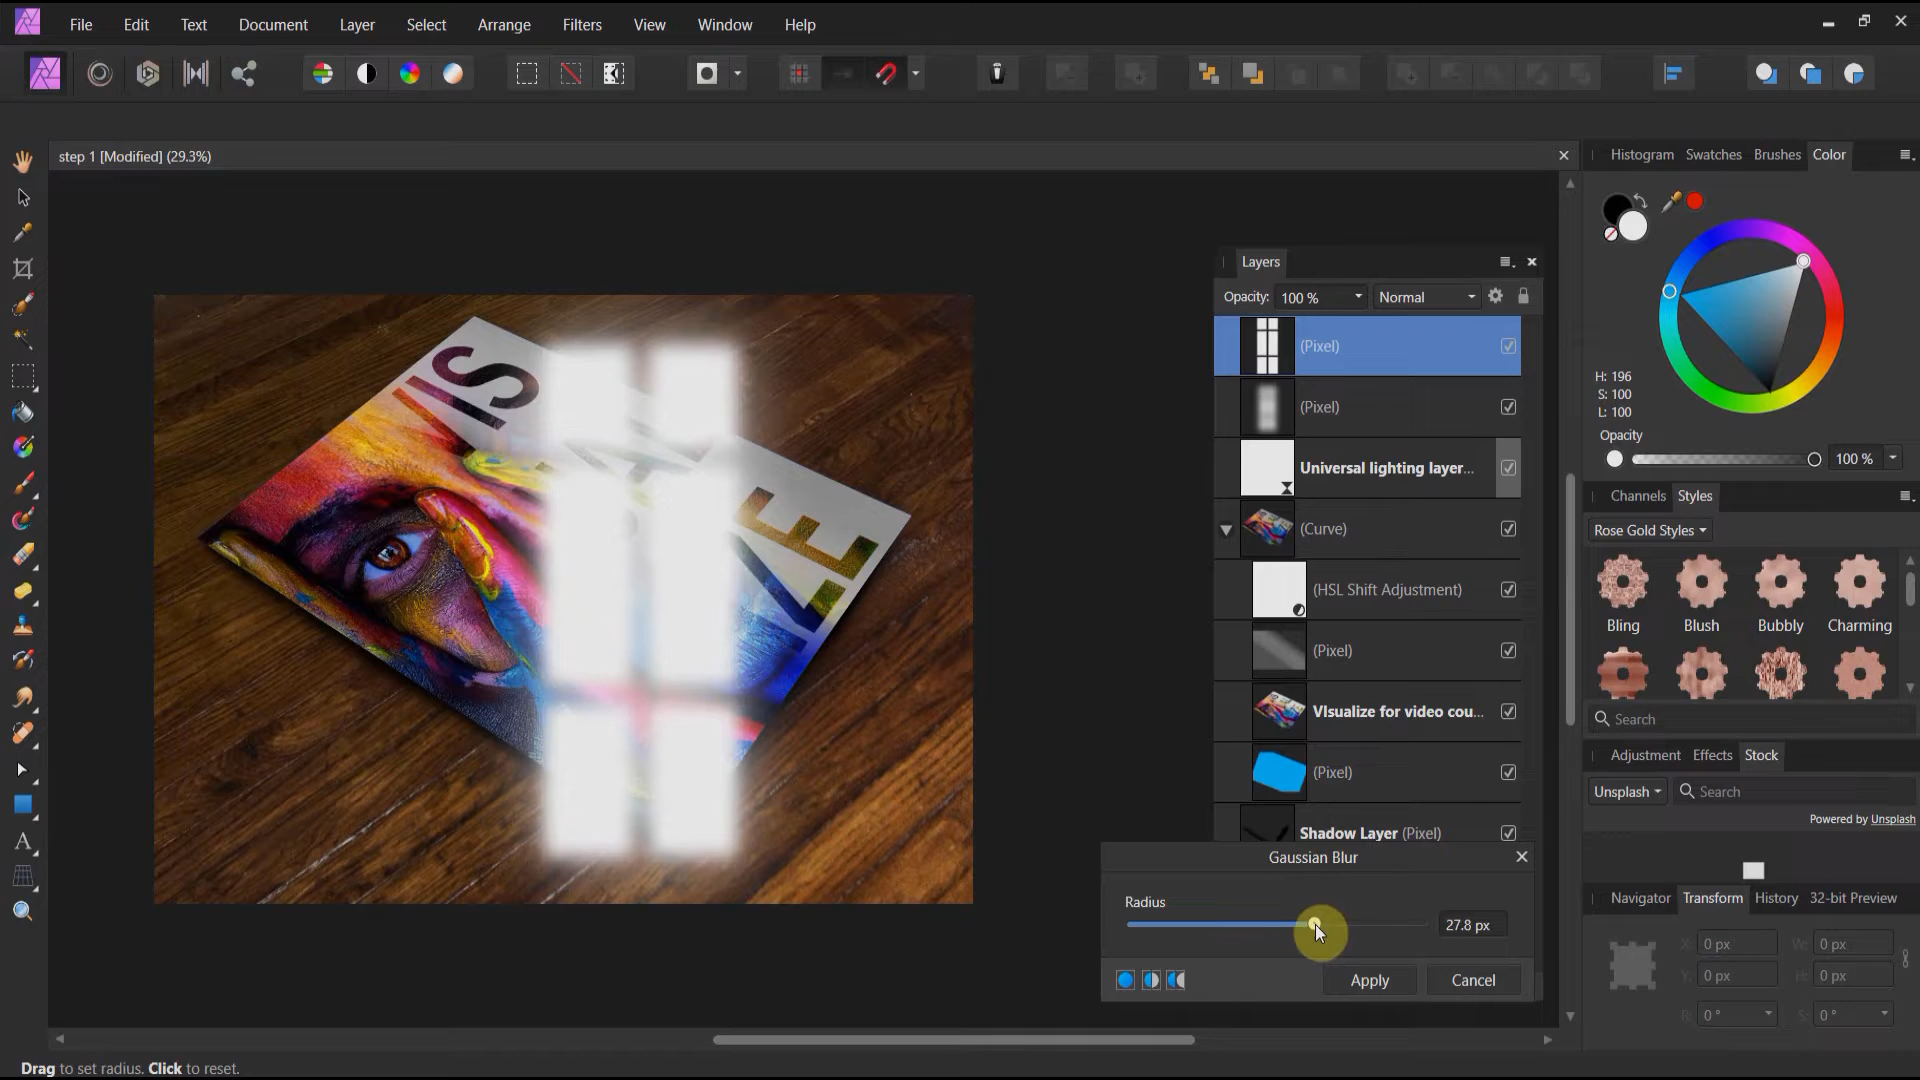 File Edit Text Document Layer Select Arrange Filters View Window Help
step 1 [Modified] (29.3%)
Histogram Swatches Brushes Color
H: 196
S: 100
L: 100
Opacity
100 %
Channels Styles
Rose Gold Styles
Bling Blush Bubbly Charming
Search
Adjustment Effects Stock
Unsplash Search
Powered by Unsplash
Navigator Transform History 32-bit Preview
X: 0 px W: 0 px
Y: 0 px H: 0 px
R: 0 ° S: 0 °
Layers
Opacity: 100 % Normal
(Pixel)
(Pixel)
Universal lighting layer...
(Curve)
(HSL Shift Adjustment)
(Pixel)
VIsualize for video cou...
(Pixel)
Shadow Layer (Pixel)
Gaussian Blur
Radius
27.8 px
Apply Cancel
Drag to set radius. Click to reset.